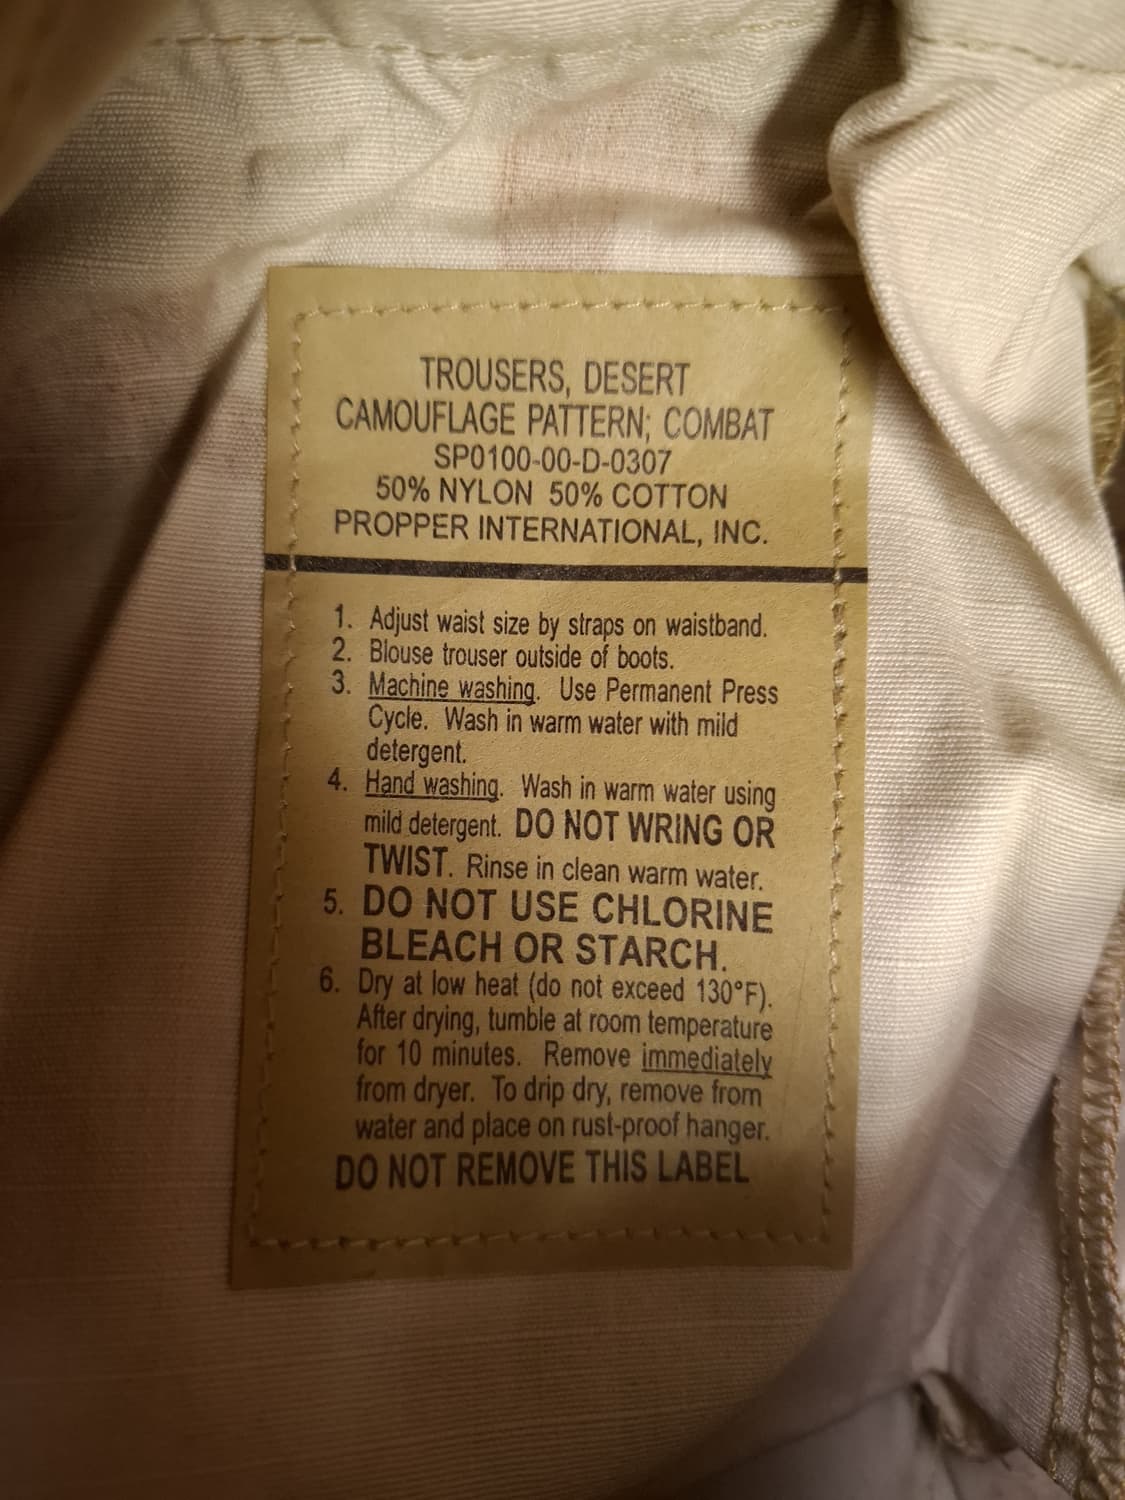 TROUSERS, DESERT
CAMOUFLAGE PATTERN; COMBAT
SP0100-00-D-0307
50% NYLON 50% COTTON
PROPPER INTERNATIONAL, INC.
1. Adjust waist size by straps on waistband.
2. Blouse trouser outside of boots.
3. Machine washing. Use Permanent Press
Cycle. Wash in warm water with mild
detergent.
4. Hand washing. Wash in warm water using
mild detergent. DO NOT WRING OR
TWIST. Rinse in clean warm water.
5. DO NOT USE CHLORINE
BLEACH OR STARCH.
6. Dry at low heat (do not exceed 130°F).
After drying, tumble at room temperature
for 10 minutes. Remove immediately
from dryer. To drip dry, remove from
water and place on rust-proof hanger.
DO NOT REMOVE THIS LABEL